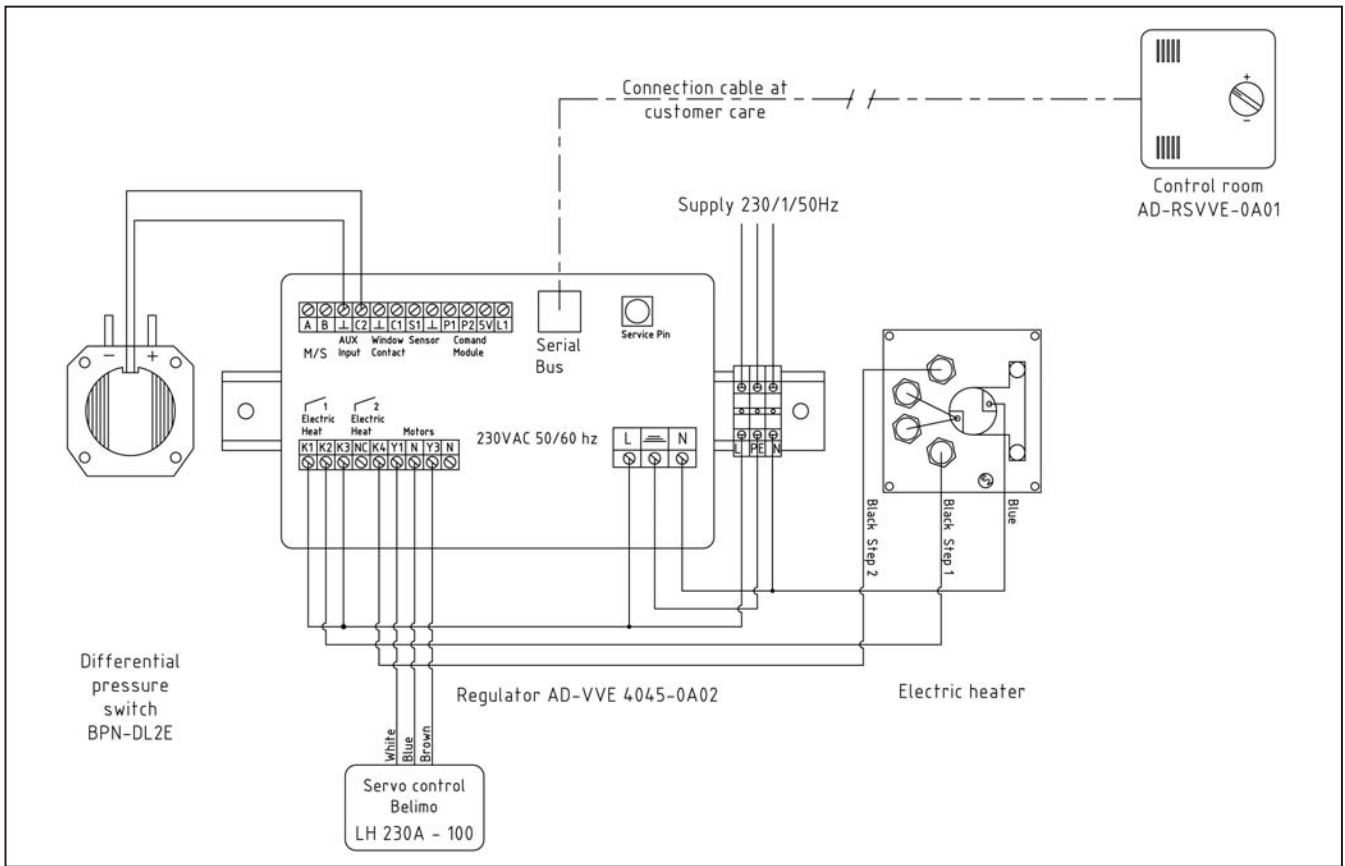 Connection cable at
customer care
+
-
Control room
AD-RSVVE-0A01
Supply 230/1/50Hz
- +
A B ⊥ C2 ⊥ C1 S1 ⊥ P1 P2 5V L1
M/S
AUX
Input
Window
Contact
Sensor
Comand
Module
Serial
Bus
Service Pin
1
Electric
Heat
2
Electric
Heat
Motors
K1 K2 K3 NC K4 Y1 N Y3 N
230VAC 50/60 hz
L N
L PE N
Black Step 2
Black Step 1
Blue
Differential
pressure
switch
BPN-DL2E
Regulator AD-VVE 4045-0A02
Electric heater
White
Blue
Brown
Servo control
Belimo
LH 230A - 100